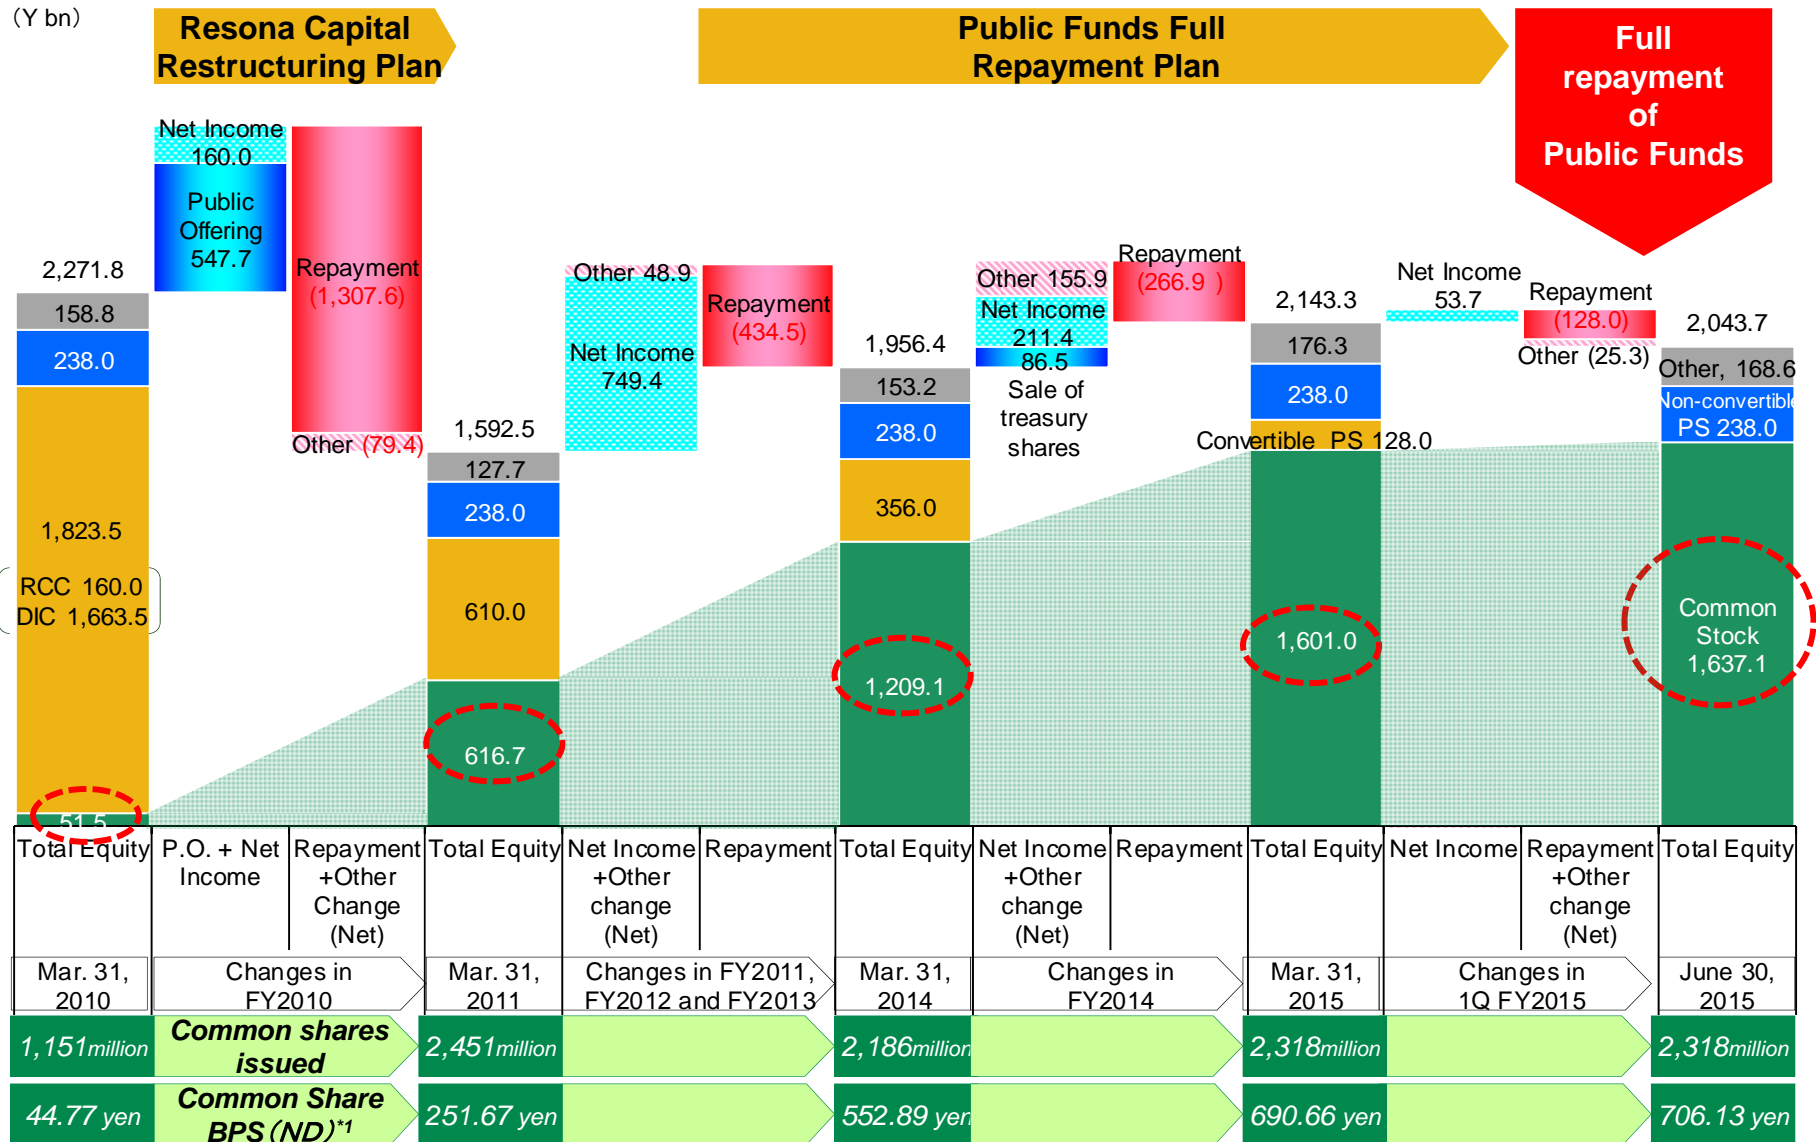 （Y bn）
Resona Capital
Restructuring Plan
Public Funds Full
Repayment Plan
Full
repayment
of
Public Funds
2,271.8
158.8
238.0
1,823.5
RCC 160.0
DIC 1,663.5
51.5
Net Income
160.0
Public
Offering
547.7
Repayment
(1,307.6)
Other (79.4)
1,592.5
127.7
238.0
610.0
616.7
Other 48.9
Net Income
749.4
Repayment
(434.5)
1,956.4
153.2
238.0
356.0
1,209.1
Other 155.9
Net Income
211.4
86.5
Sale of
treasury
shares
Repayment
(266.9 )
2,143.3
176.3
238.0
Convertible PS 128.0
1,601.0
Net Income
53.7
Repayment
(128.0)
Other (25.3)
2,043.7
Other, 168.6
Non-convertible
PS 238.0
Common
Stock
1,637.1
Total Equity
P.O. + Net
Income
Repayment
+Other
Change
(Net)
Total Equity
Net Income
+Other
change
(Net)
Repayment
Total Equity
Net Income
+Other
change
(Net)
Repayment
Total Equity
Net Income
Repayment
+Other
change
(Net)
Total Equity
Mar. 31,
2010
Changes in
FY2010
Mar. 31,
2011
Changes in FY2011,
FY2012 and FY2013
Mar. 31,
2014
Changes in
FY2014
Mar. 31,
2015
Changes in
1Q FY2015
June 30,
2015
1,151million
Common shares
issued
2,451million
2,186million
2,318million
2,318million
44.77 yen
Common Share
BPS（ND）*1
251.67 yen
552.89 yen
690.66 yen
706.13 yen